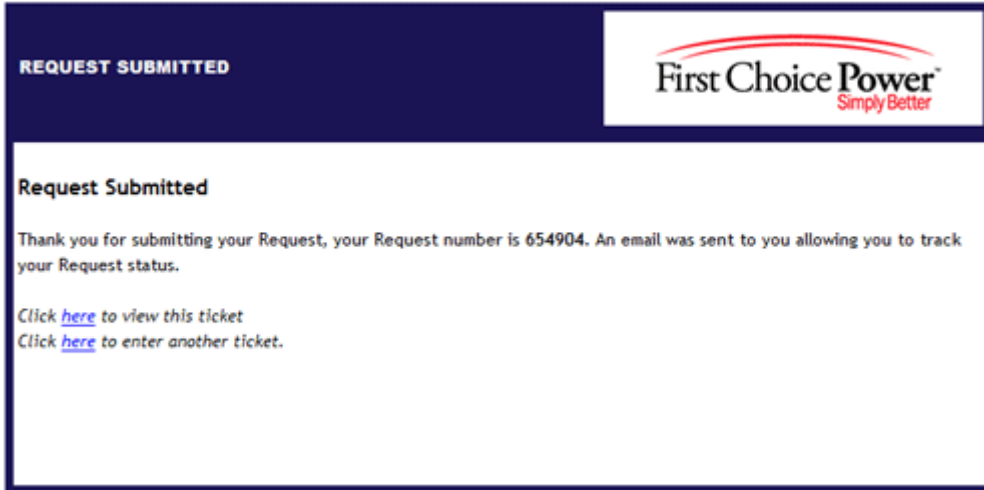 REQUEST SUBMITTED
First Choice Power™
Simply Better
Request Submitted
Thank you for submitting your Request, your Request number is 654904. An email was sent to you allowing you to track
your Request status.
Click here to view this ticket
Click here to enter another ticket.